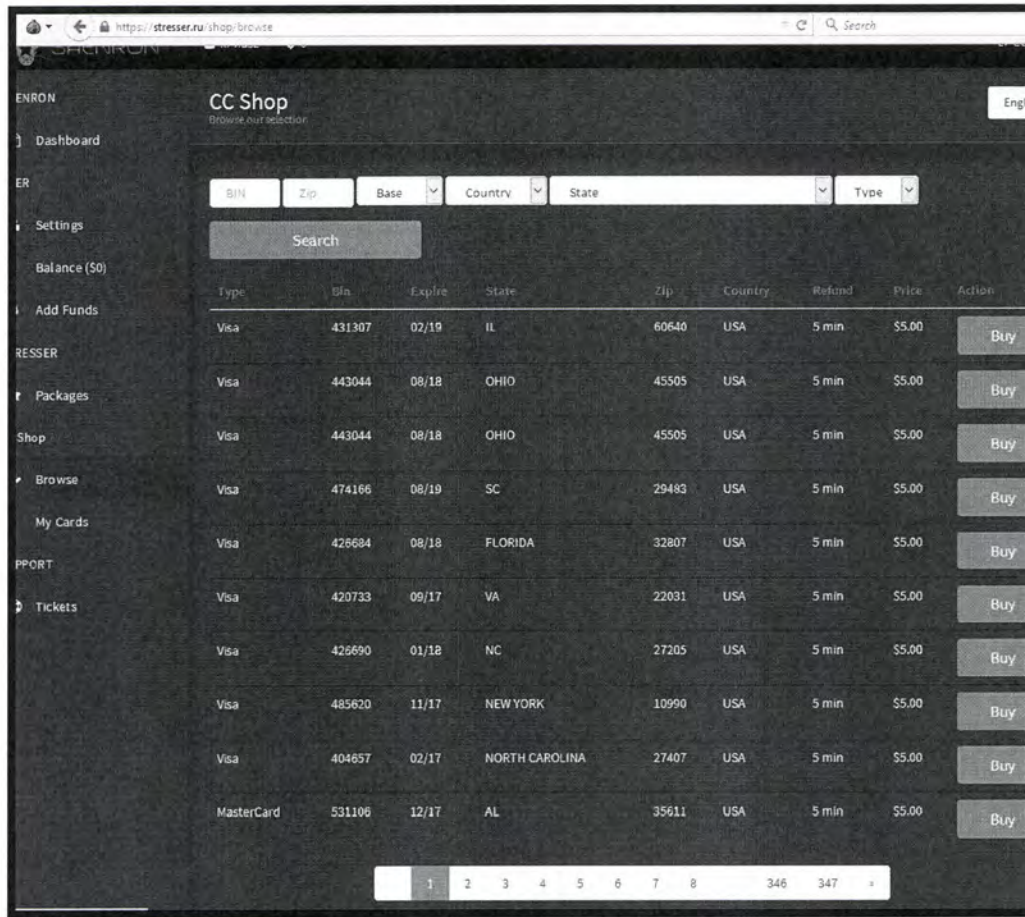 https://stresser.ru/shop/browse
Search
SHENRON
ENRON
CC Shop
Engl
Browse our selection
Dashboard
ER
BIN Zip Base Country State Type
Settings
Search
Balance ($0)
Type Bin Expire State Zip Country Refund Price Action
Add Funds
Visa 431307 02/19 IL 60640 USA 5 min $5.00 Buy
RESSER
Visa 443044 08/18 OHIO 45505 USA 5 min $5.00 Buy
Packages
Shop
Visa 443044 08/18 OHIO 45505 USA 5 min $5.00 Buy
Browse
Visa 474166 08/19 SC 29483 USA 5 min $5.00 Buy
My Cards
Visa 426684 08/18 FLORIDA 32807 USA 5 min $5.00 Buy
PPORT
Visa 420733 09/17 VA 22031 USA 5 min $5.00 Buy
Tickets
Visa 426690 01/18 NC 27205 USA 5 min $5.00 Buy
Visa 485620 11/17 NEW YORK 10990 USA 5 min $5.00 Buy
Visa 404657 02/17 NORTH CAROLINA 27407 USA 5 min $5.00 Buy
MasterCard 531106 12/17 AL 35611 USA 5 min $5.00 Buy
1 2 3 4 5 6 7 8 346 347 »